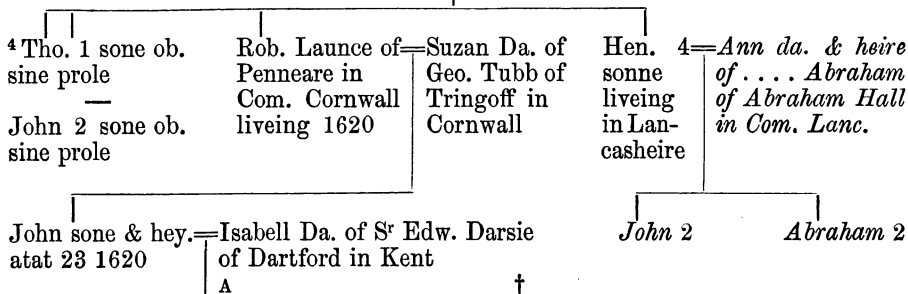 ⁴ Tho. 1 sone ob.
sine prole
—
John 2 sone ob.
sine prole
Rob. Launce of=Suzan Da. of
Penneare in Geo. Tubb of
Com. Cornwall Tringoff in
liveing 1620 Cornwall
Hen. 4=Ann da. & heire
sonne of . . . . Abraham
liveing of Abraham Hall
in Lan- in Com. Lanc.
casheire
John sone & hey.=Isabell Da. of Sʳ Edw. Darsie
atat 23 1620 of Dartford in Kent
A †
John 2 Abraham 2